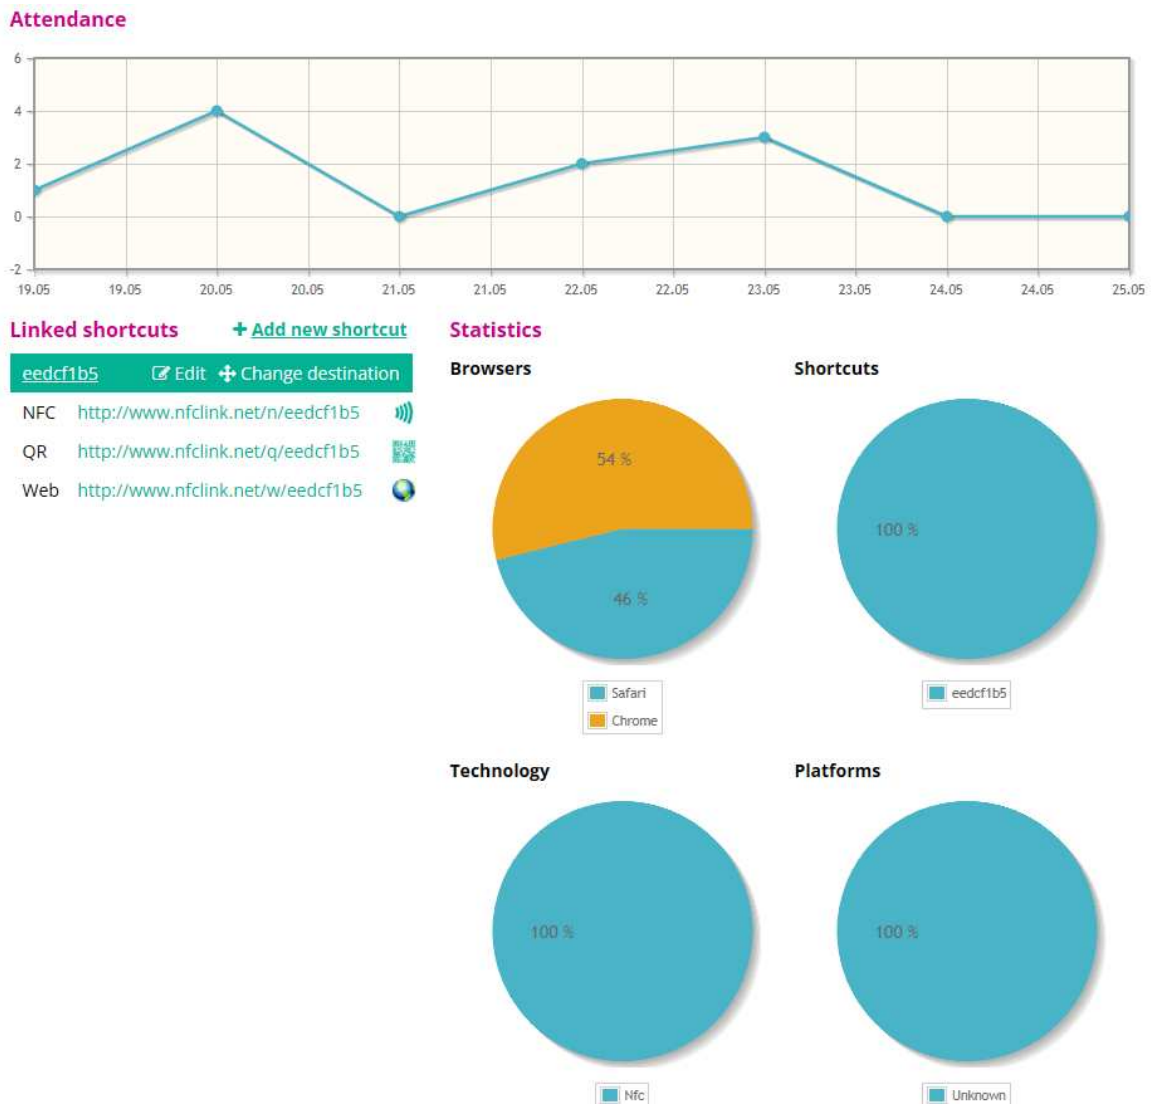 Attendance
6
4
2
0
-2
19.05 19.05 20.05 20.05 21.05 21.05 22.05 22.05 23.05 23.05 24.05 24.05 25.05
Linked shortcuts + Add new shortcut
eedcf1b5 Edit Change destination
NFC http://www.nfclink.net/n/eedcf1b5
QR http://www.nfclink.net/q/eedcf1b5
Web http://www.nfclink.net/w/eedcf1b5
Statistics
Browsers
54 %
46 %
Safari
Chrome
Shortcuts
100 %
eedcf1b5
Technology
100 %
Nfc
Platforms
100 %
Unknown